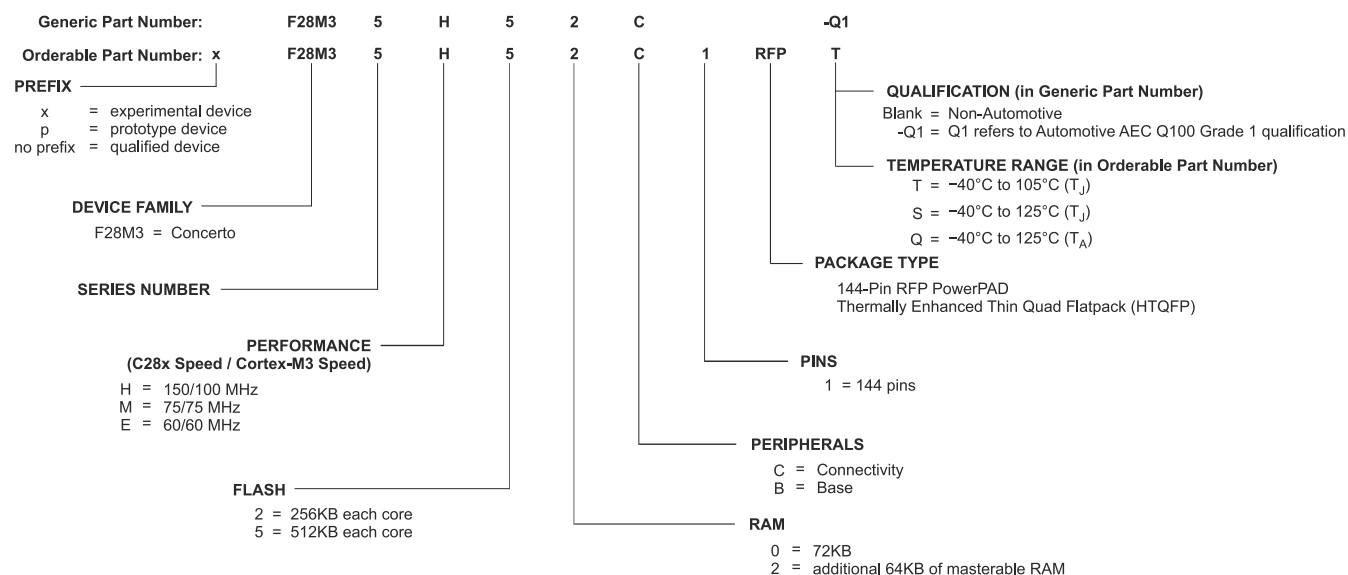 Generic Part Number: F28M3 5 H 5 2 C -Q1
Orderable Part Number: x F28M3 5 H 5 2 C 1 RFP T
PREFIX
x = experimental device
p = prototype device
no prefix = qualified device
QUALIFICATION (in Generic Part Number)
Blank = Non-Automotive
-Q1 = Q1 refers to Automotive AEC Q100 Grade 1 qualification
TEMPERATURE RANGE (in Orderable Part Number)
T = −40°C to 105°C (TJ)
S = −40°C to 125°C (TJ)
Q = −40°C to 125°C (TA)
DEVICE FAMILY
F28M3 = Concerto
PACKAGE TYPE
144-Pin RFP PowerPAD
Thermally Enhanced Thin Quad Flatpack (HTQFP)
SERIES NUMBER
PERFORMANCE
(C28x Speed / Cortex-M3 Speed)
H = 150/100 MHz
M = 75/75 MHz
E = 60/60 MHz
PINS
1 = 144 pins
PERIPHERALS
C = Connectivity
B = Base
FLASH
2 = 256KB each core
5 = 512KB each core
RAM
0 = 72KB
2 = additional 64KB of masterable RAM